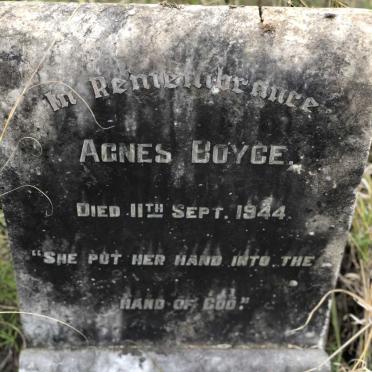 In Remembrance
AGNES BOYCE.
DIED 11TH SEPT. 1944.
"SHE PUT HER HAND INTO THE
HAND OF GOD."